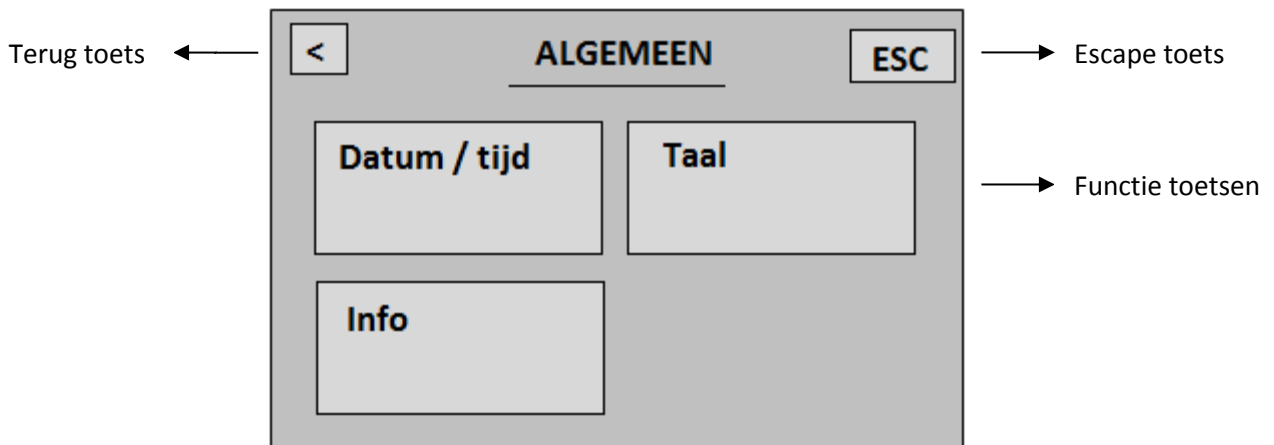 Terug toets
<
ALGEMEEN
ESC
Escape toets
Datum / tijd
Taal
Functie toetsen
Info